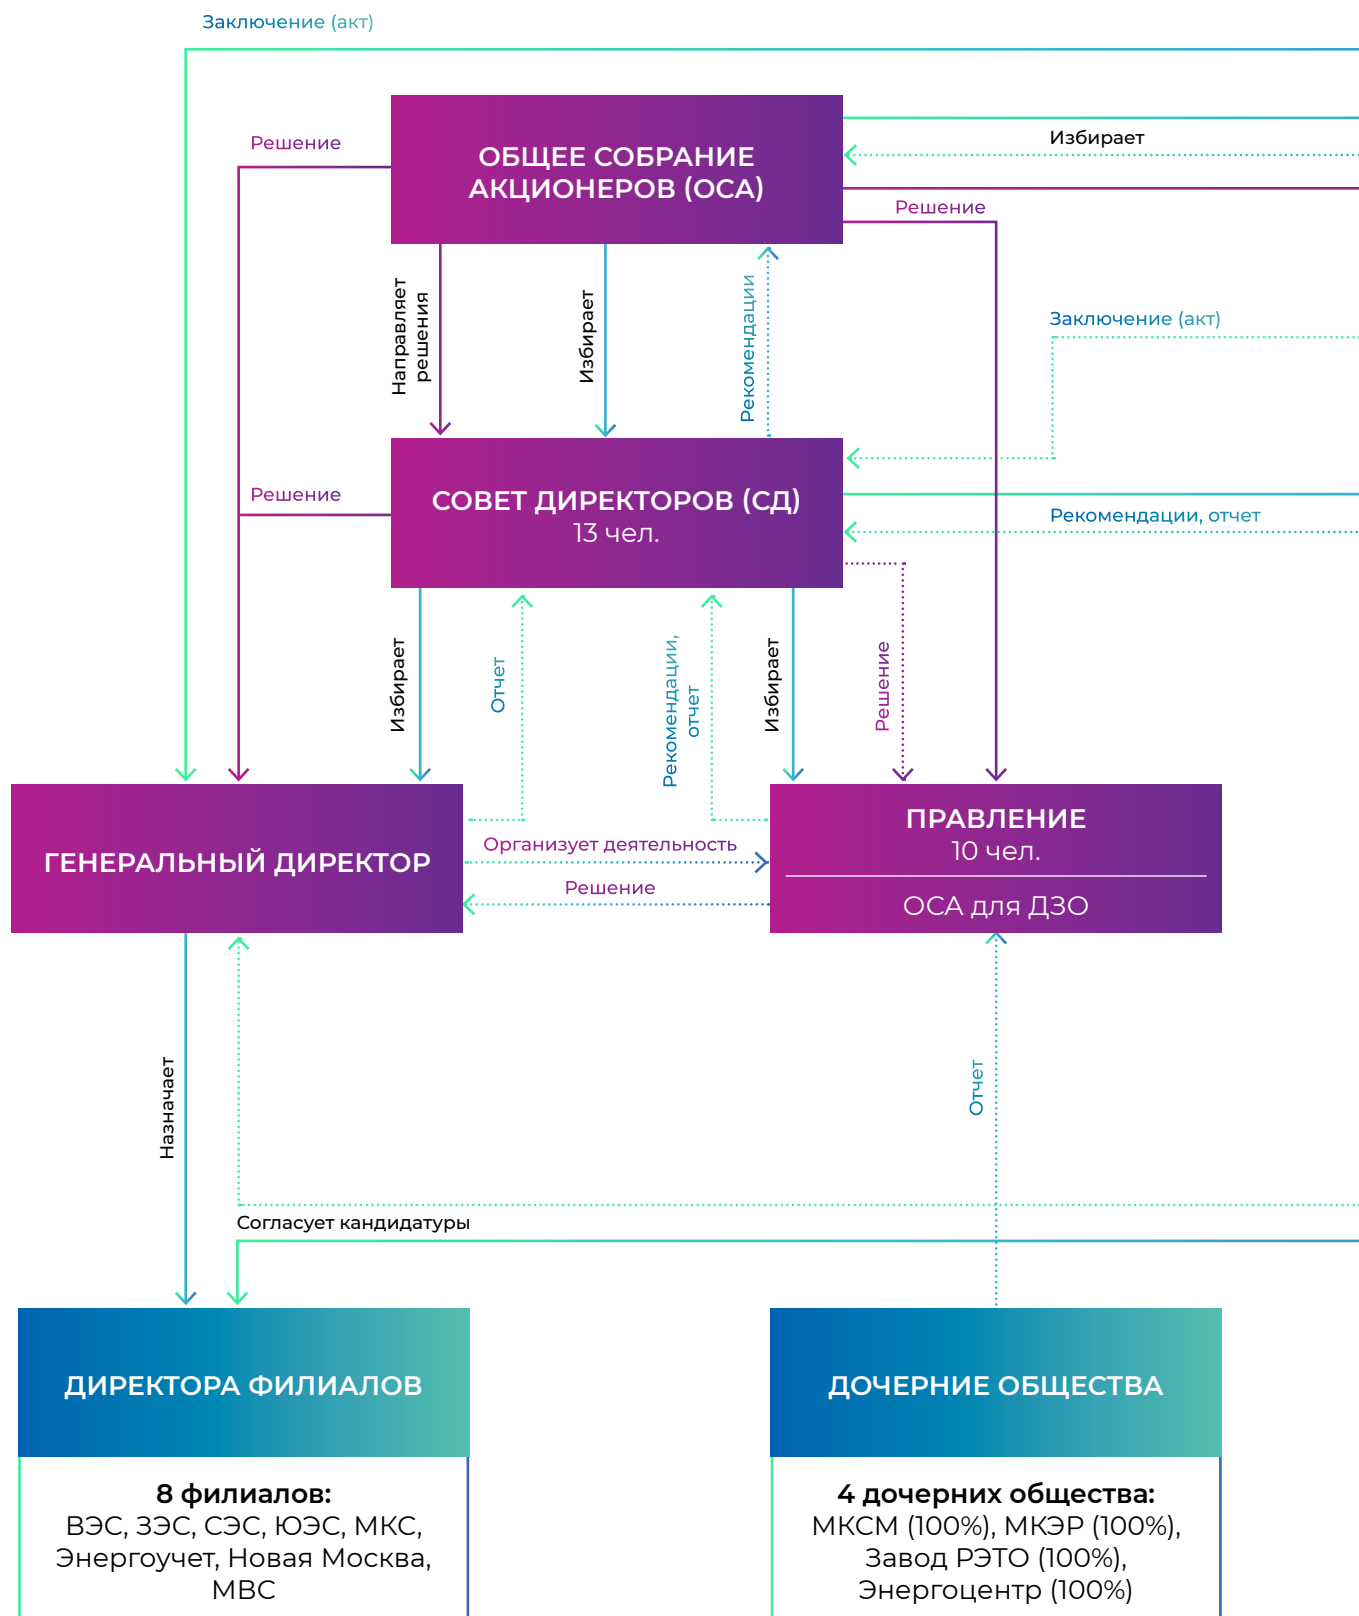 Заключение (акт)
Решение
ОБЩЕЕ СОБРАНИЕ
АКЦИОНЕРОВ (ОСА)
Избирает
Решение
Направляет
решения
Избирает
Рекомендации
Заключение (акт)
Решение
СОВЕТ ДИРЕКТОРОВ (СД)
13 чел.
Рекомендации, отчет
Избирает
Отчет
Рекомендации,
отчет
Избирает
Решение
ГЕНЕРАЛЬНЫЙ ДИРЕКТОР
Организует деятельность
Решение
ПРАВЛЕНИЕ
10 чел.
ОСА для ДЗО
Назначает
Отчет
Согласует кандидатуры
ДИРЕКТОРА ФИЛИАЛОВ
8 филиалов:
ВЭС, ЗЭС, СЭС, ЮЭС, МКС,
Энергоучет, Новая Москва,
МВС
ДОЧЕРНИЕ ОБЩЕСТВА
4 дочерних общества:
МКСМ (100%), МКЭР (100%),
Завод РЭТО (100%),
Энергоцентр (100%)